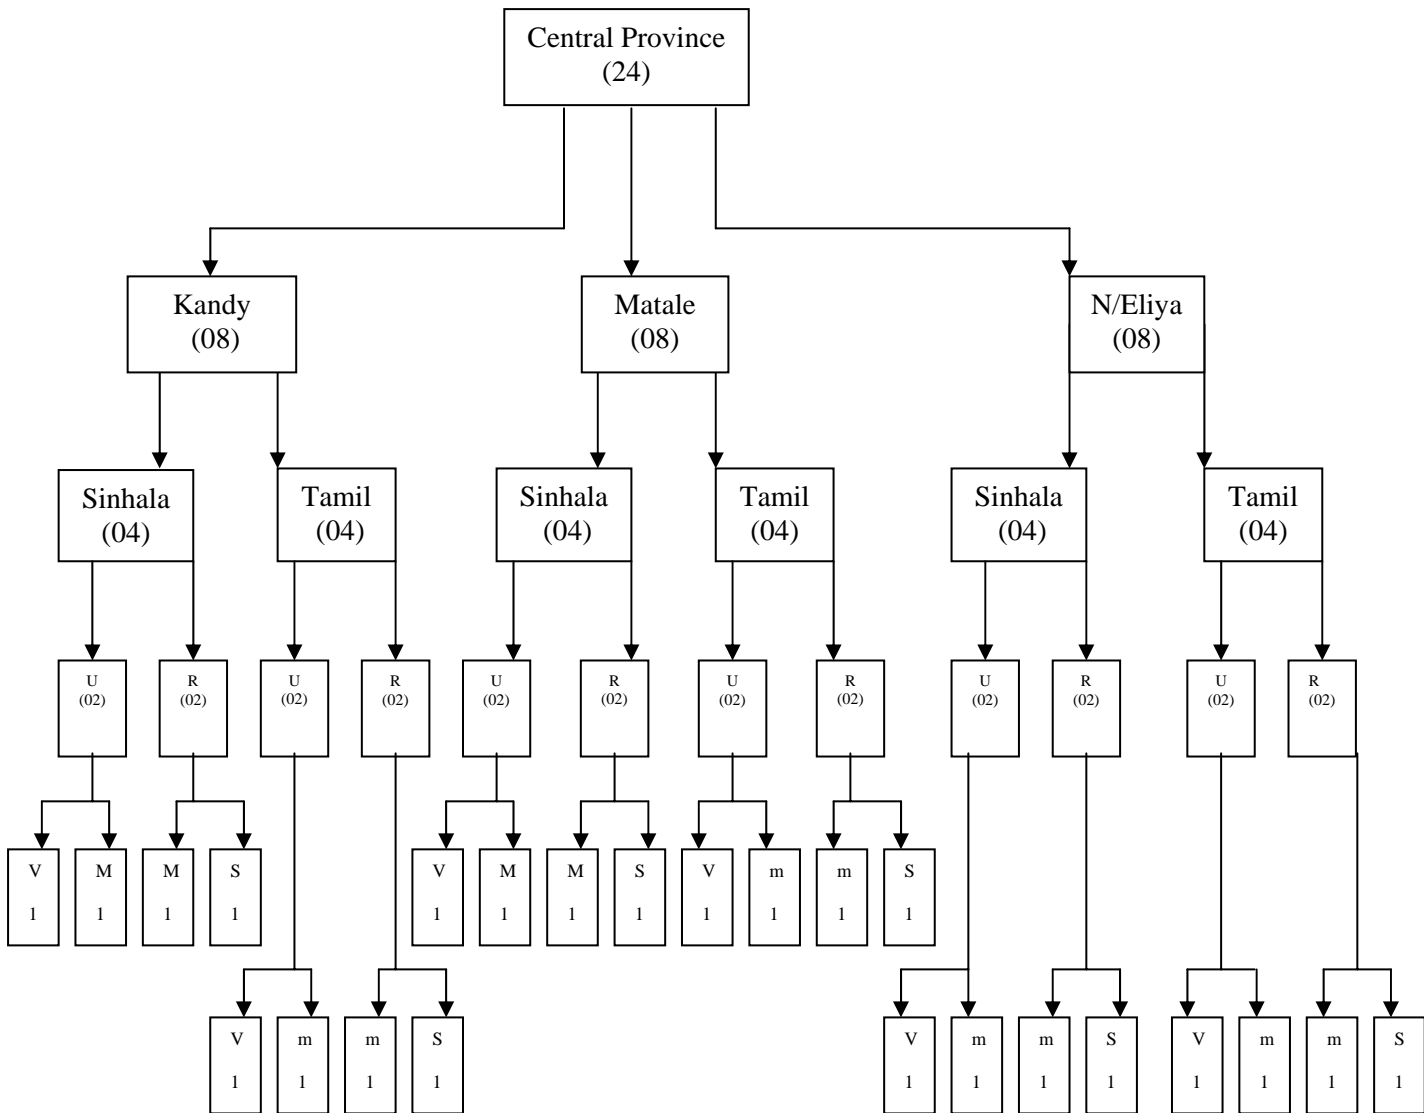 Central Province
(24)
Kandy
(08)
Matale
(08)
N/Eliya
(08)
Sinhala
(04)
Tamil
(04)
Sinhala
(04)
Tamil
(04)
Sinhala
(04)
Tamil
(04)
U
(02)
R
(02)
U
(02)
R
(02)
U
(02)
R
(02)
U
(02)
R
(02)
U
(02)
R
(02)
U
(02)
R
(02)
V
1
M
1
M
1
S
1
V
1
M
1
M
1
S
1
V
1
m
1
m
1
S
1
V
1
m
1
m
1
S
1
V
1
m
1
m
1
S
1
V
1
m
1
m
1
S
1